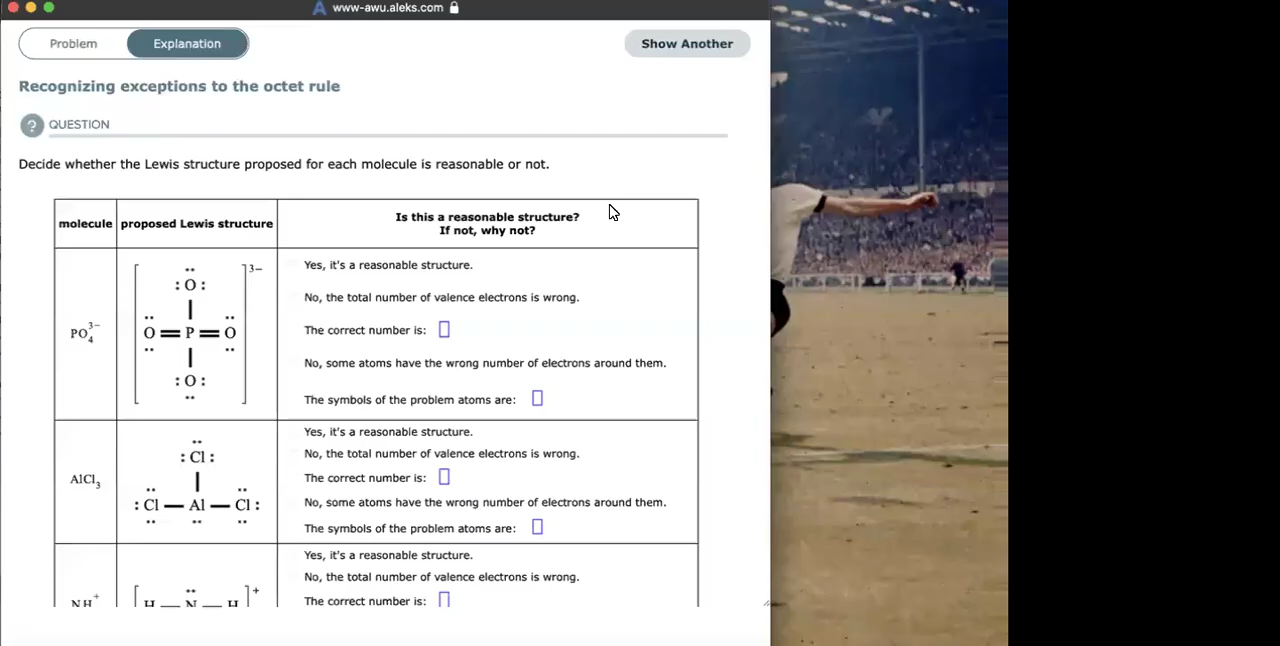 www-awu.aleks.com
Problem
Explanation
Show Another
Recognizing exceptions to the octet rule
? QUESTION
Decide whether the Lewis structure proposed for each molecule is reasonable or not.
molecule
proposed Lewis structure
Is this a reasonable structure?
If not, why not?
PO₄³⁻
3−
:O:
O═P═O
:O:
Yes, it's a reasonable structure.
No, the total number of valence electrons is wrong.
The correct number is:
No, some atoms have the wrong number of electrons around them.
The symbols of the problem atoms are:
AlCl₃
:Cl:
:Cl—Al—Cl:
Yes, it's a reasonable structure.
No, the total number of valence electrons is wrong.
The correct number is:
No, some atoms have the wrong number of electrons around them.
The symbols of the problem atoms are:
NH⁺
+
H—N—H
Yes, it's a reasonable structure.
No, the total number of valence electrons is wrong.
The correct number is: